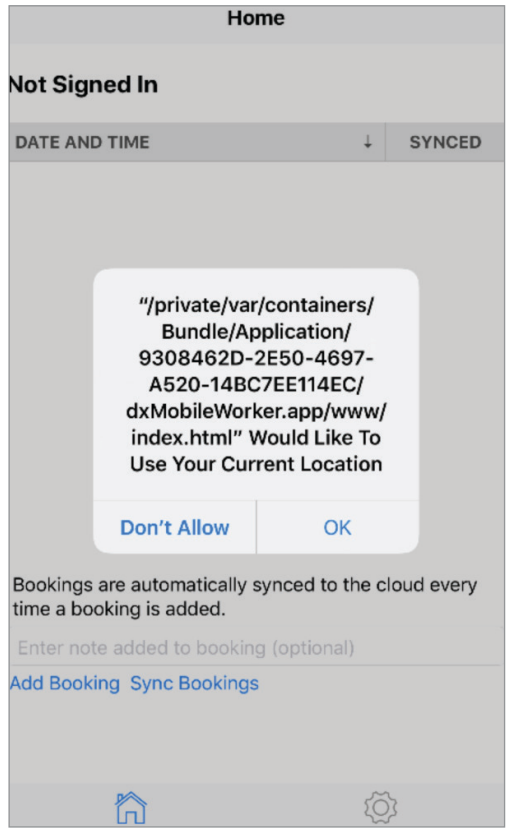 Home
Not Signed In
DATE AND TIME ↓ SYNCED
“/private/var/containers/
Bundle/Application/
9308462D-2E50-4697-
A520-14BC7EE114EC/
dxMobileWorker.app/www/
index.html” Would Like To
Use Your Current Location
Don’t Allow OK
Bookings are automatically synced to the cloud every
time a booking is added.
Enter note added to booking (optional)
Add Booking Sync Bookings